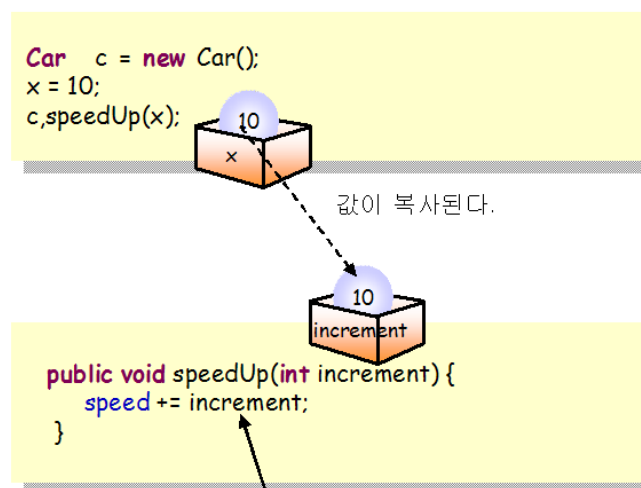 Car c = new Car();
x = 10;
c,speedUp(x);
10
x
값이 복사된다.
10
increment
public void speedUp(int increment) {
speed += increment;
}